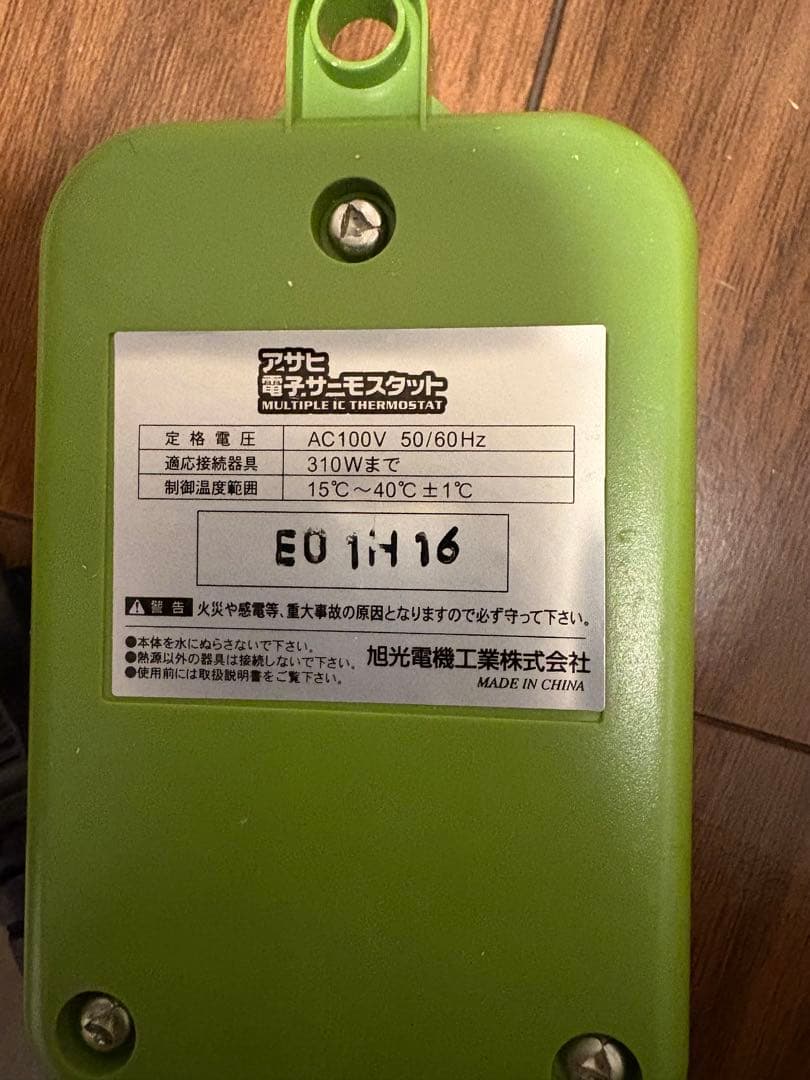 アサヒ
電子サーモスタット
MULTIPLE IC THERMOSTAT
定格電圧 AC100V 50/60Hz
適応接続器具 310Wまで
制御温度範囲 15℃～40℃±1℃
E0 1H 16
警告 火災や感電等、重大事故の原因となりますので必ず守って下さい。
●本体を水にぬらさないで下さい。
●熱源以外の器具は接続しないで下さい。
●使用前には取扱説明書をご覧下さい。
旭光電機工業株式会社
MADE IN CHINA